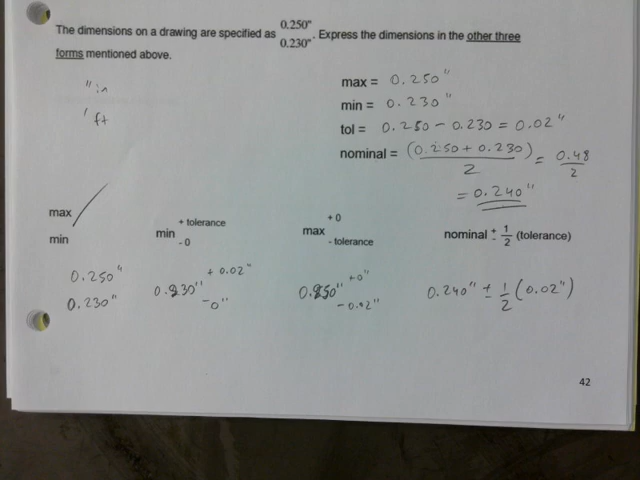 The dimensions on a drawing are specified as 0.250" 0.230". Express the dimensions in the other three
forms mentioned above.
" in
' ft
max = 0.250"
min = 0.230"
tol = 0.250 - 0.230 = 0.02"
nominal = (0.250 + 0.230) / 2 = 0.48 / 2
= 0.240"
max
min
min + tolerance - 0
max + 0 - tolerance
nominal ± 1/2 (tolerance)
0.250"
0.230"
0.230" + 0.02" - 0"
0.250" + 0" - 0.02"
0.240" ± 1/2 (0.02")
42